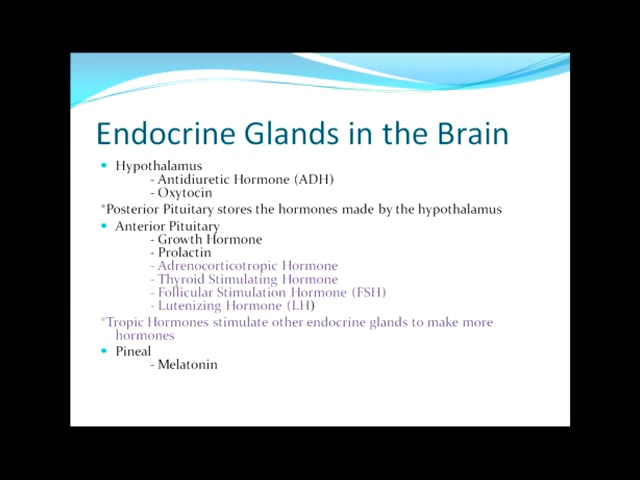 Endocrine Glands in the Brain
• Hypothalamus
- Antidiuretic Hormone (ADH)
- Oxytocin
*Posterior Pituitary stores the hormones made by the hypothalamus
• Anterior Pituitary
- Growth Hormone
- Prolactin
- Adrenocorticotropic Hormone
- Thyroid Stimulating Hormone
- Follicular Stimulation Hormone (FSH)
- Lutenizing Hormone (LH)
*Tropic Hormones stimulate other endocrine glands to make more
hormones
• Pineal
- Melatonin